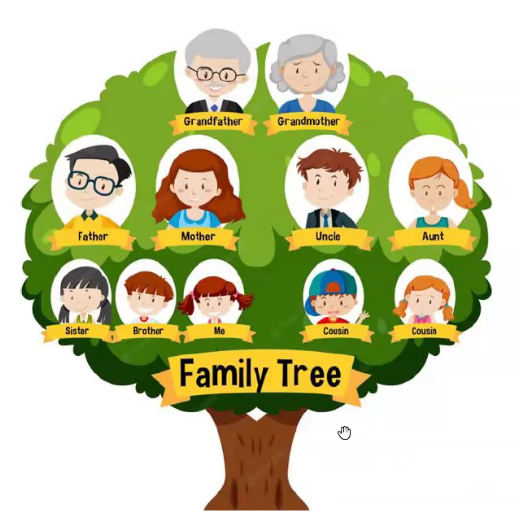 Grandfather
Grandmother
Father
Mother
Uncle
Aunt
Sister
Brother
Me
Cousin
Cousin
Family Tree